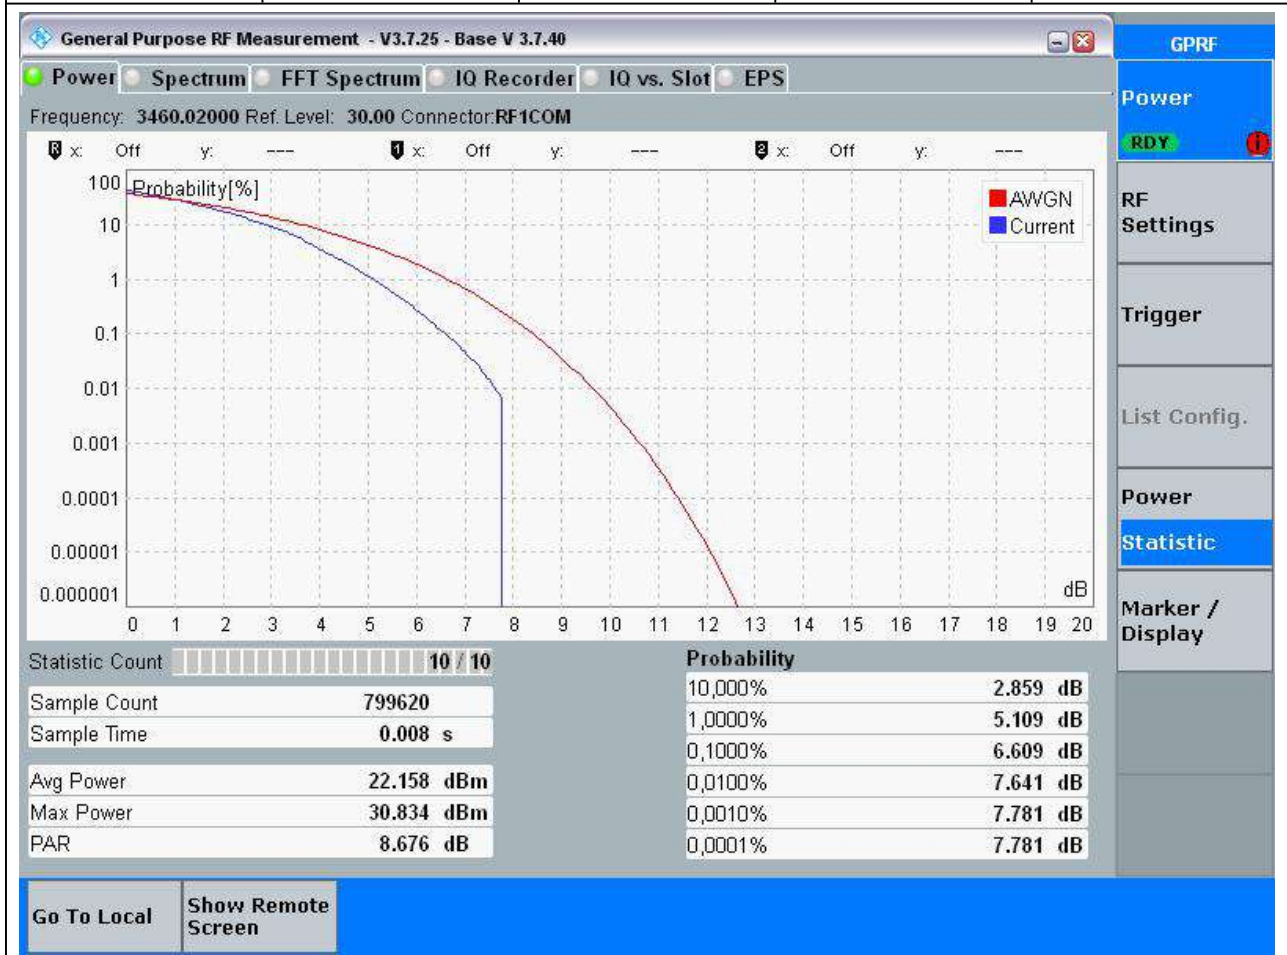 General Purpose RF Measurement - V3.7.25 - Base V 3.7.40
GPRF
Power Spectrum FFT Spectrum IQ Recorder IQ vs. Slot EPS
Frequency: 3460.02000 Ref. Level: 30.00 Connector:RF1COM
Power
RDY
R x: Off y: --- 1 x: Off y: --- 2 x: Off y: ---
Probability[%]
100
10
1
0.1
0.01
0.001
0.0001
0.00001
0.000001
AWGN
Current
dB
0 1 2 3 4 5 6 7 8 9 10 11 12 13 14 15 16 17 18 19 20
RF
Settings
Trigger
List Config.
Power
Statistic
Marker /
Display
Statistic Count 10 / 10
Sample Count 799620
Sample Time 0.008 s
Avg Power 22.158 dBm
Max Power 30.834 dBm
PAR 8.676 dB
Probability
10,000% 2.859 dB
1,0000% 5.109 dB
0,1000% 6.609 dB
0,0100% 7.641 dB
0,0010% 7.781 dB
0,0001% 7.781 dB
Go To Local
Show Remote
Screen